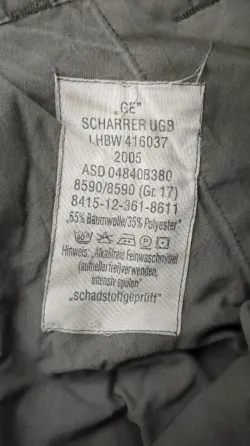 „GE"
SCHARRER UGB
LHBW 416037
2005
ASD 04840B380
8590/8590 (Gr. 17)
8415-12-361-8611
„65% Baumwolle/35% Polyester"
60°
Hinweis: „Alkalifreie Feinwaschmittel
(aufhellerfrei) verwenden,
intensiv spülen"
„schadstoffgeprüft"